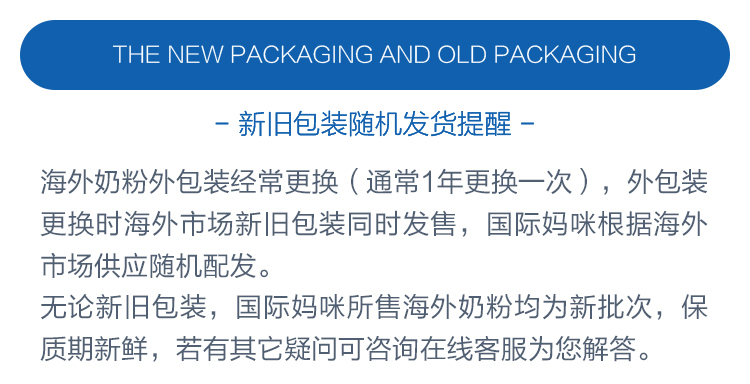 THE NEW PACKAGING AND OLD PACKAGING
- 新旧包装随机发货提醒 -
海外奶粉外包装经常更换（通常1年更换一次），外包装
更换时海外市场新旧包装同时发售，国际妈咪根据海外
市场供应随机配发。
无论新旧包装，国际妈咪所售海外奶粉均为新批次，保
质期新鲜，若有其它疑问可咨询在线客服为您解答。